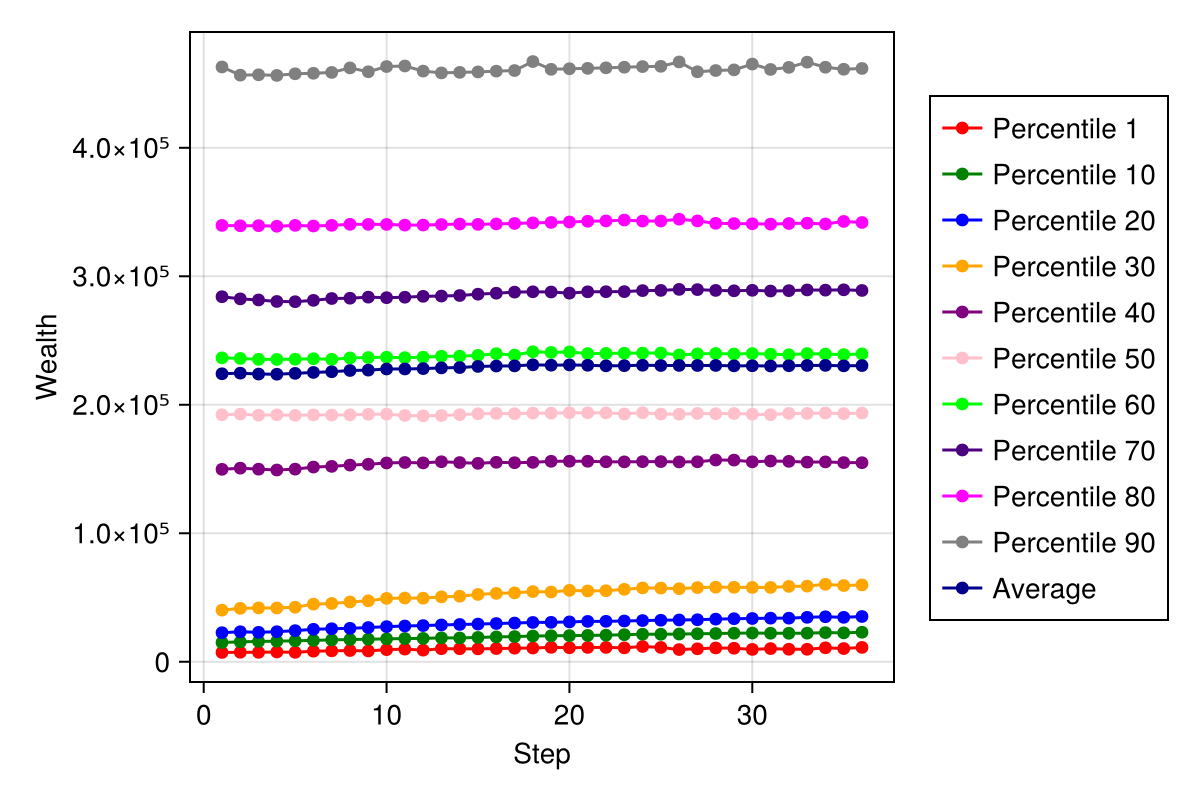 4.0×10⁵
3.0×10⁵
2.0×10⁵
1.0×10⁵
0
Wealth
0 10 20 30
Step
Percentile 1
Percentile 10
Percentile 20
Percentile 30
Percentile 40
Percentile 50
Percentile 60
Percentile 70
Percentile 80
Percentile 90
Average